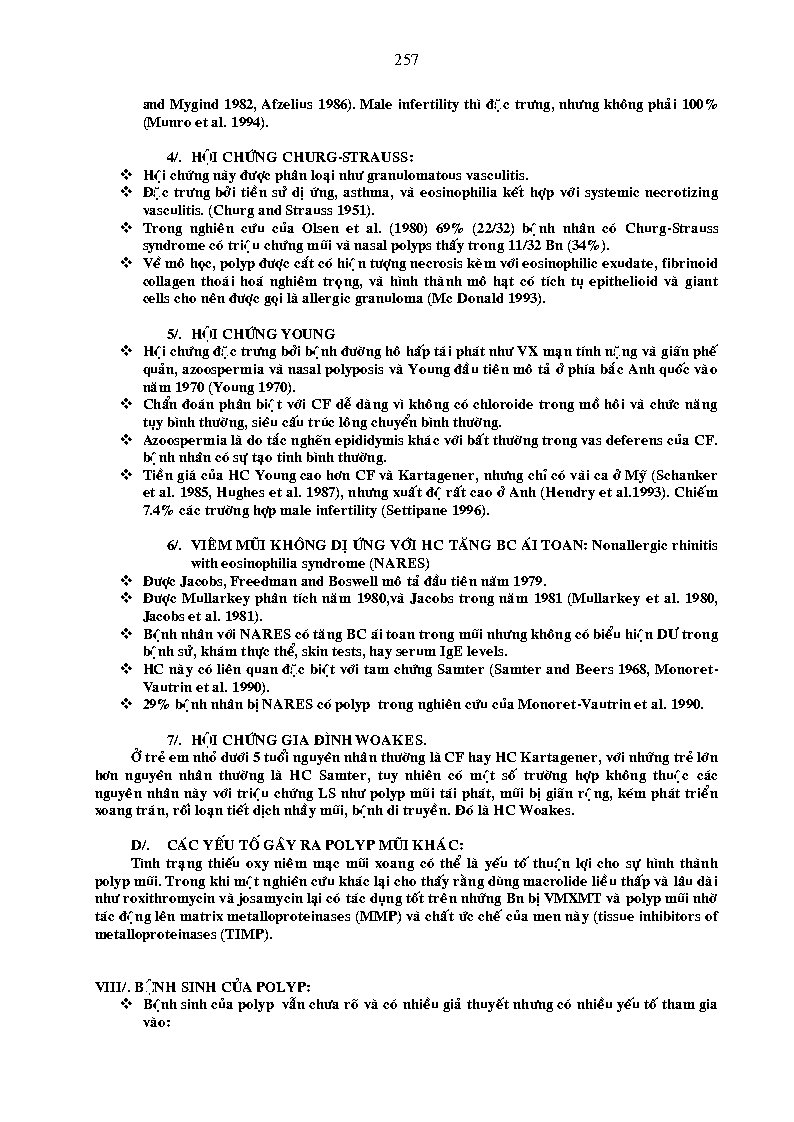 257
and Mygind 1982, Afzelius 1986). Male infertility thì đặc trưng, nhưng không phải 100%
(Munro et al. 1994).
4/. HỘI CHỨNG CHURG-STRAUSS:
❖ Hội chứng này được phân loại như granulomatous vasculitis.
❖ Đặc trưng bởi tiền sử dị ứng, asthma, và eosinophilia kết hợp với systemic necrotizing
vasculitis. (Churg and Strauss 1951).
❖ Trong nghiên cứu của Olsen et al. (1980) 69% (22/32) bệnh nhân có Churg-Strauss
syndrome có triệu chứng mũi và nasal polyps thấy trong 11/32 Bn (34%).
❖ Về mô học, polyp được cắt có hiện tượng necrosis kèm với eosinophilic exudate, fibrinoid
collagen thoái hoá nghiêm trọng, và hình thành mô hạt có tích tụ epithelioid và giant
cells cho nên được gọi là allergic granuloma (Mc Donald 1993).
5/. HỘI CHỨNG YOUNG
❖ Hội chứng đặc trưng bởi bệnh đường hô hấp tái phát như VX mạn tính nặng và giãn phế
quản, azoospermia và nasal polyposis và Young đầu tiên mô tả ở phía bắc Anh quốc vào
năm 1970 (Young 1970).
❖ Chẩn đoán phân biệt với CF dễ dàng vì không có chloride trong mồ hôi và chức năng
tụy bình thường, siêu cấu trúc lông chuyển bình thường.
❖ Azoospermia là do tắc nghẽn epididymis khác với bất thường trong vas deferens của CF.
bệnh nhân có sự tạo tinh bình thường.
❖ Tiền giá của HC Young cao hơn CF và Kartagener, nhưng chỉ có vài ca ở Mỹ (Schanker
et al. 1985, Hughes et al. 1987), nhưng xuất độ rất cao ở Anh (Hendry et al.1993). Chiếm
7.4% các trường hợp male infertility (Settipane 1996).
6/. VIÊM MŨI KHÔNG DỊ ỨNG VỚI HC TĂNG BC ÁI TOAN: Nonallergic rhinitis
with eosinophilia syndrome (NARES)
❖ Được Jacobs, Freedman and Boswell mô tả đầu tiên năm 1979.
❖ Được Mullarkey phân tích năm 1980,và Jacobs trong năm 1981 (Mullarkey et al. 1980,
Jacobs et al. 1981).
❖ Bệnh nhân với NARES có tăng BC ái toan trong mũi nhưng không có biểu hiện DƯ trong
bệnh sử, khám thực thể, skin tests, hay serum IgE levels.
❖ HC này có liên quan đặc biệt với tam chứng Samter (Samter and Beers 1968, Monoret-
Vautrin et al. 1990).
❖ 29% bệnh nhân bị NARES có polyp trong nghiên cứu của Monoret-Vautrin et al. 1990.
7/. HỘI CHỨNG GIA ĐÌNH WOAKES.
Ở trẻ em nhỏ dưới 5 tuổi nguyên nhân thường là CF hay HC Kartagener, với những trẻ lớn
hơn nguyên nhân thường là HC Samter, tuy nhiên có một số trường hợp không thuộc các
nguyên nhân này với triệu chứng LS như polyp mũi tái phát, mũi bị giãn rộng, kém phát triển
xoang trán, rối loạn tiết dịch nhầy mũi, bệnh di truyền. Đó là HC Woakes.
D/. CÁC YẾU TỐ GÂY RA POLYP MŨI KHÁC:
Tình trạng thiếu oxy niêm mạc mũi xoang có thể là yếu tố thuận lợi cho sự hình thành
polyp mũi. Trong khi một nghiên cứu khác lại cho thấy rằng dùng macrolide liều thấp và lâu dài
như roxithromycin và josamycin lại có tác dụng tốt trên những Bn bị VMXMT và polyp mũi nhờ
tác động lên matrix metalloproteinases (MMP) và chất ức chế của men này (tissue inhibitors of
metalloproteinases (TIMP).
VIII/. BỆNH SINH CỦA POLYP:
❖ Bệnh sinh của polyp vẫn chưa rõ và có nhiều giả thuyết nhưng có nhiều yếu tố tham gia
vào: